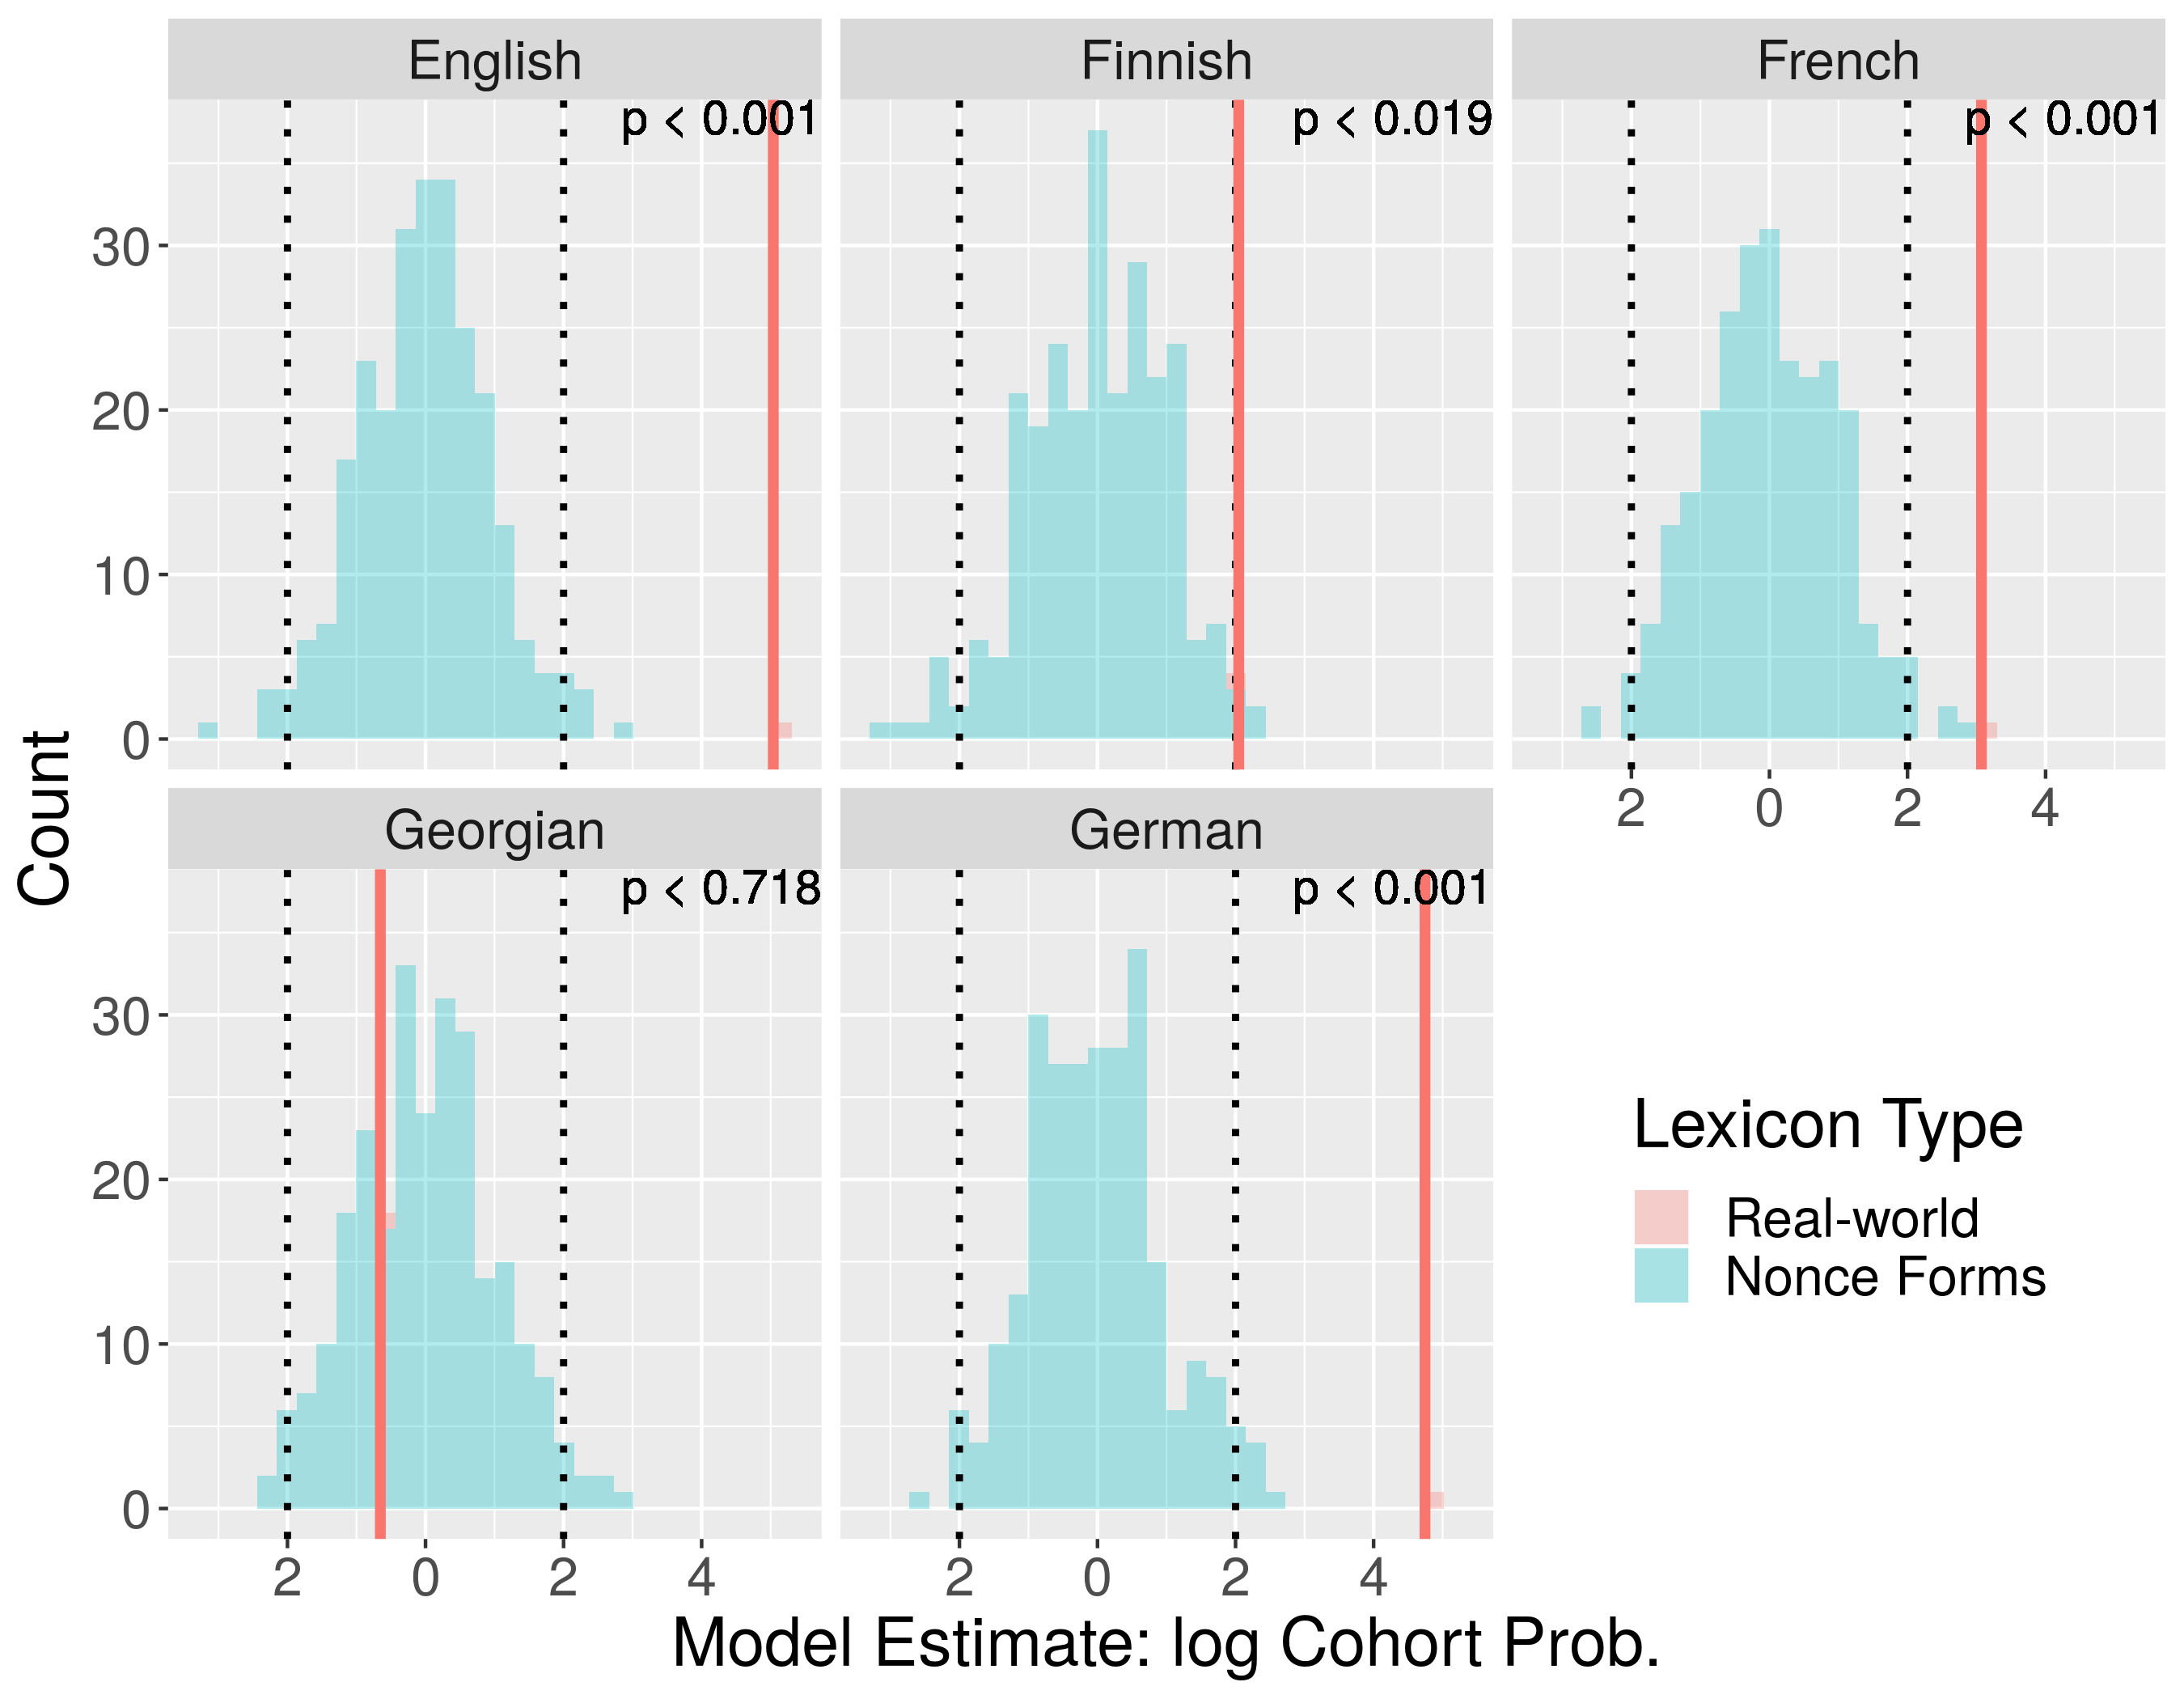 English
Finnish
French
p < 0.001
p < 0.019
p < 0.001
30
20
10
0
2 0 2 4
Count
Georgian
German
p < 0.718
p < 0.001
30
20
10
0
2 0 2 4
2 0 2 4
Model Estimate: log Cohort Prob.
Lexicon Type
Real-world
Nonce Forms